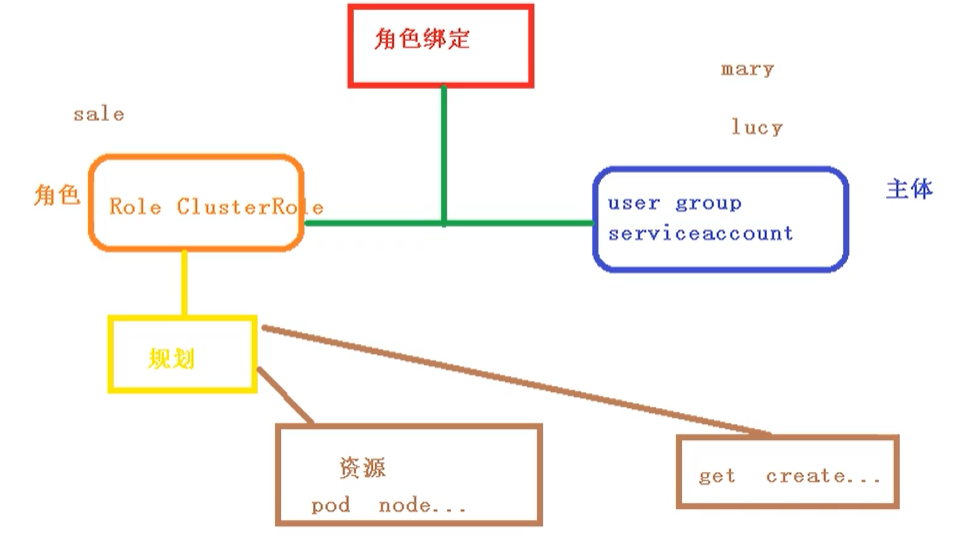 角色绑定
mary
sale
lucy
角色
Role ClusterRole
user group
serviceaccount
主体
规划
资源
pod node...
get create...